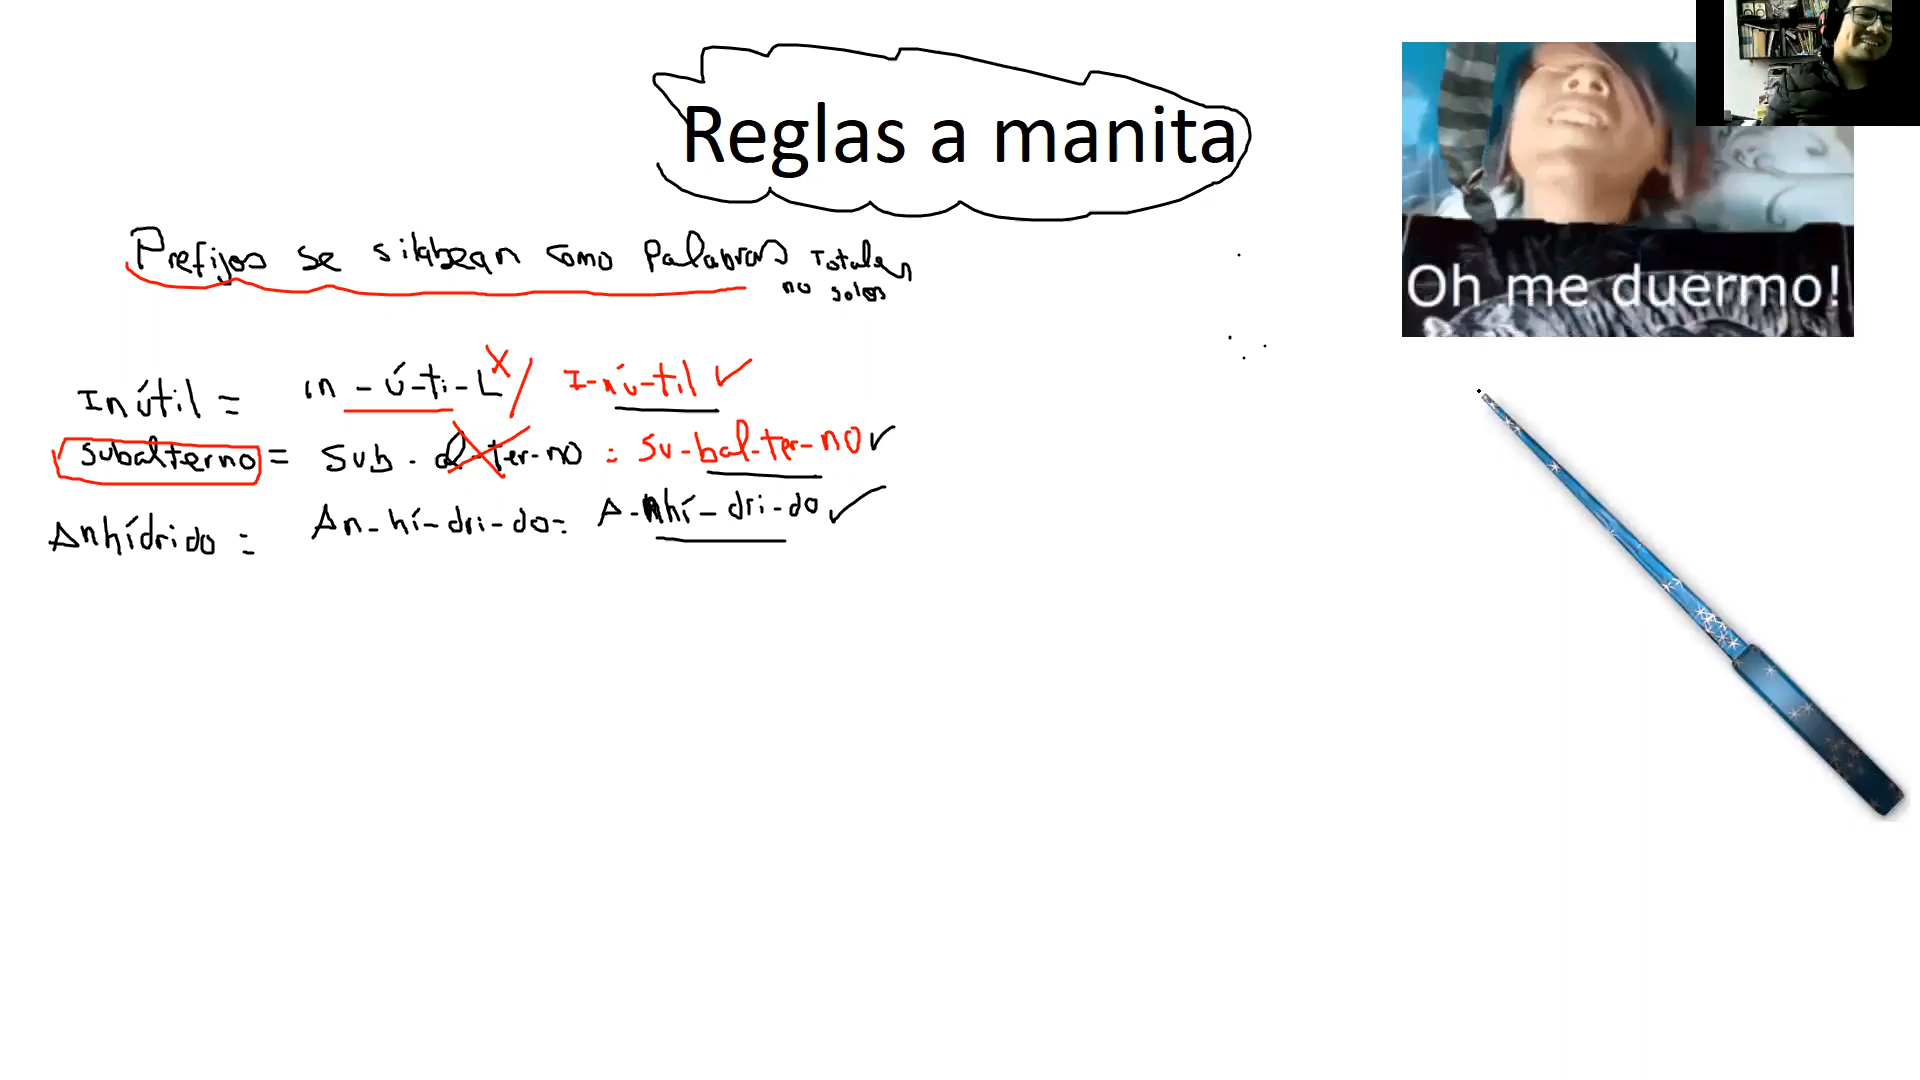 Reglas a manita
Prefijos se silabean como palabras totales
no solos
Oh me duermo!
Inútil = in - ú - ti - L X / I-nú-til ✓
subalterno = sub - al-ter-no = su-bal-ter-no ✓
Anhídrido = An-hí-dri-do = A-nhí-dri-do ✓